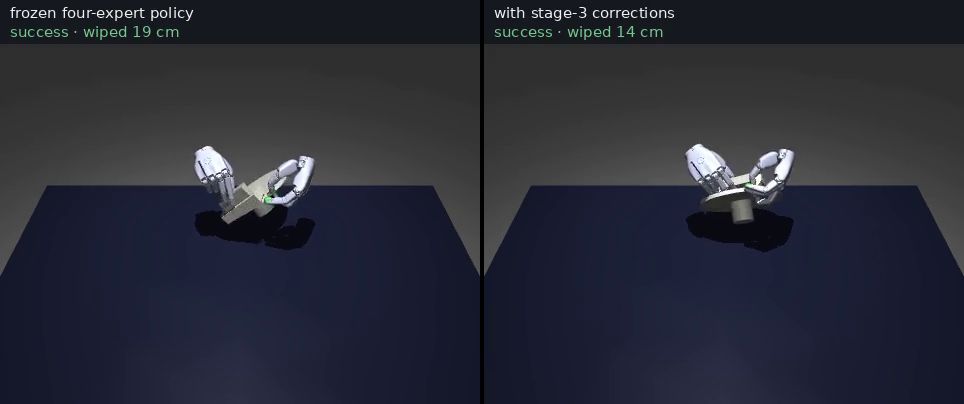 frozen four-expert policy
success · wiped 19 cm
with stage-3 corrections
success · wiped 14 cm